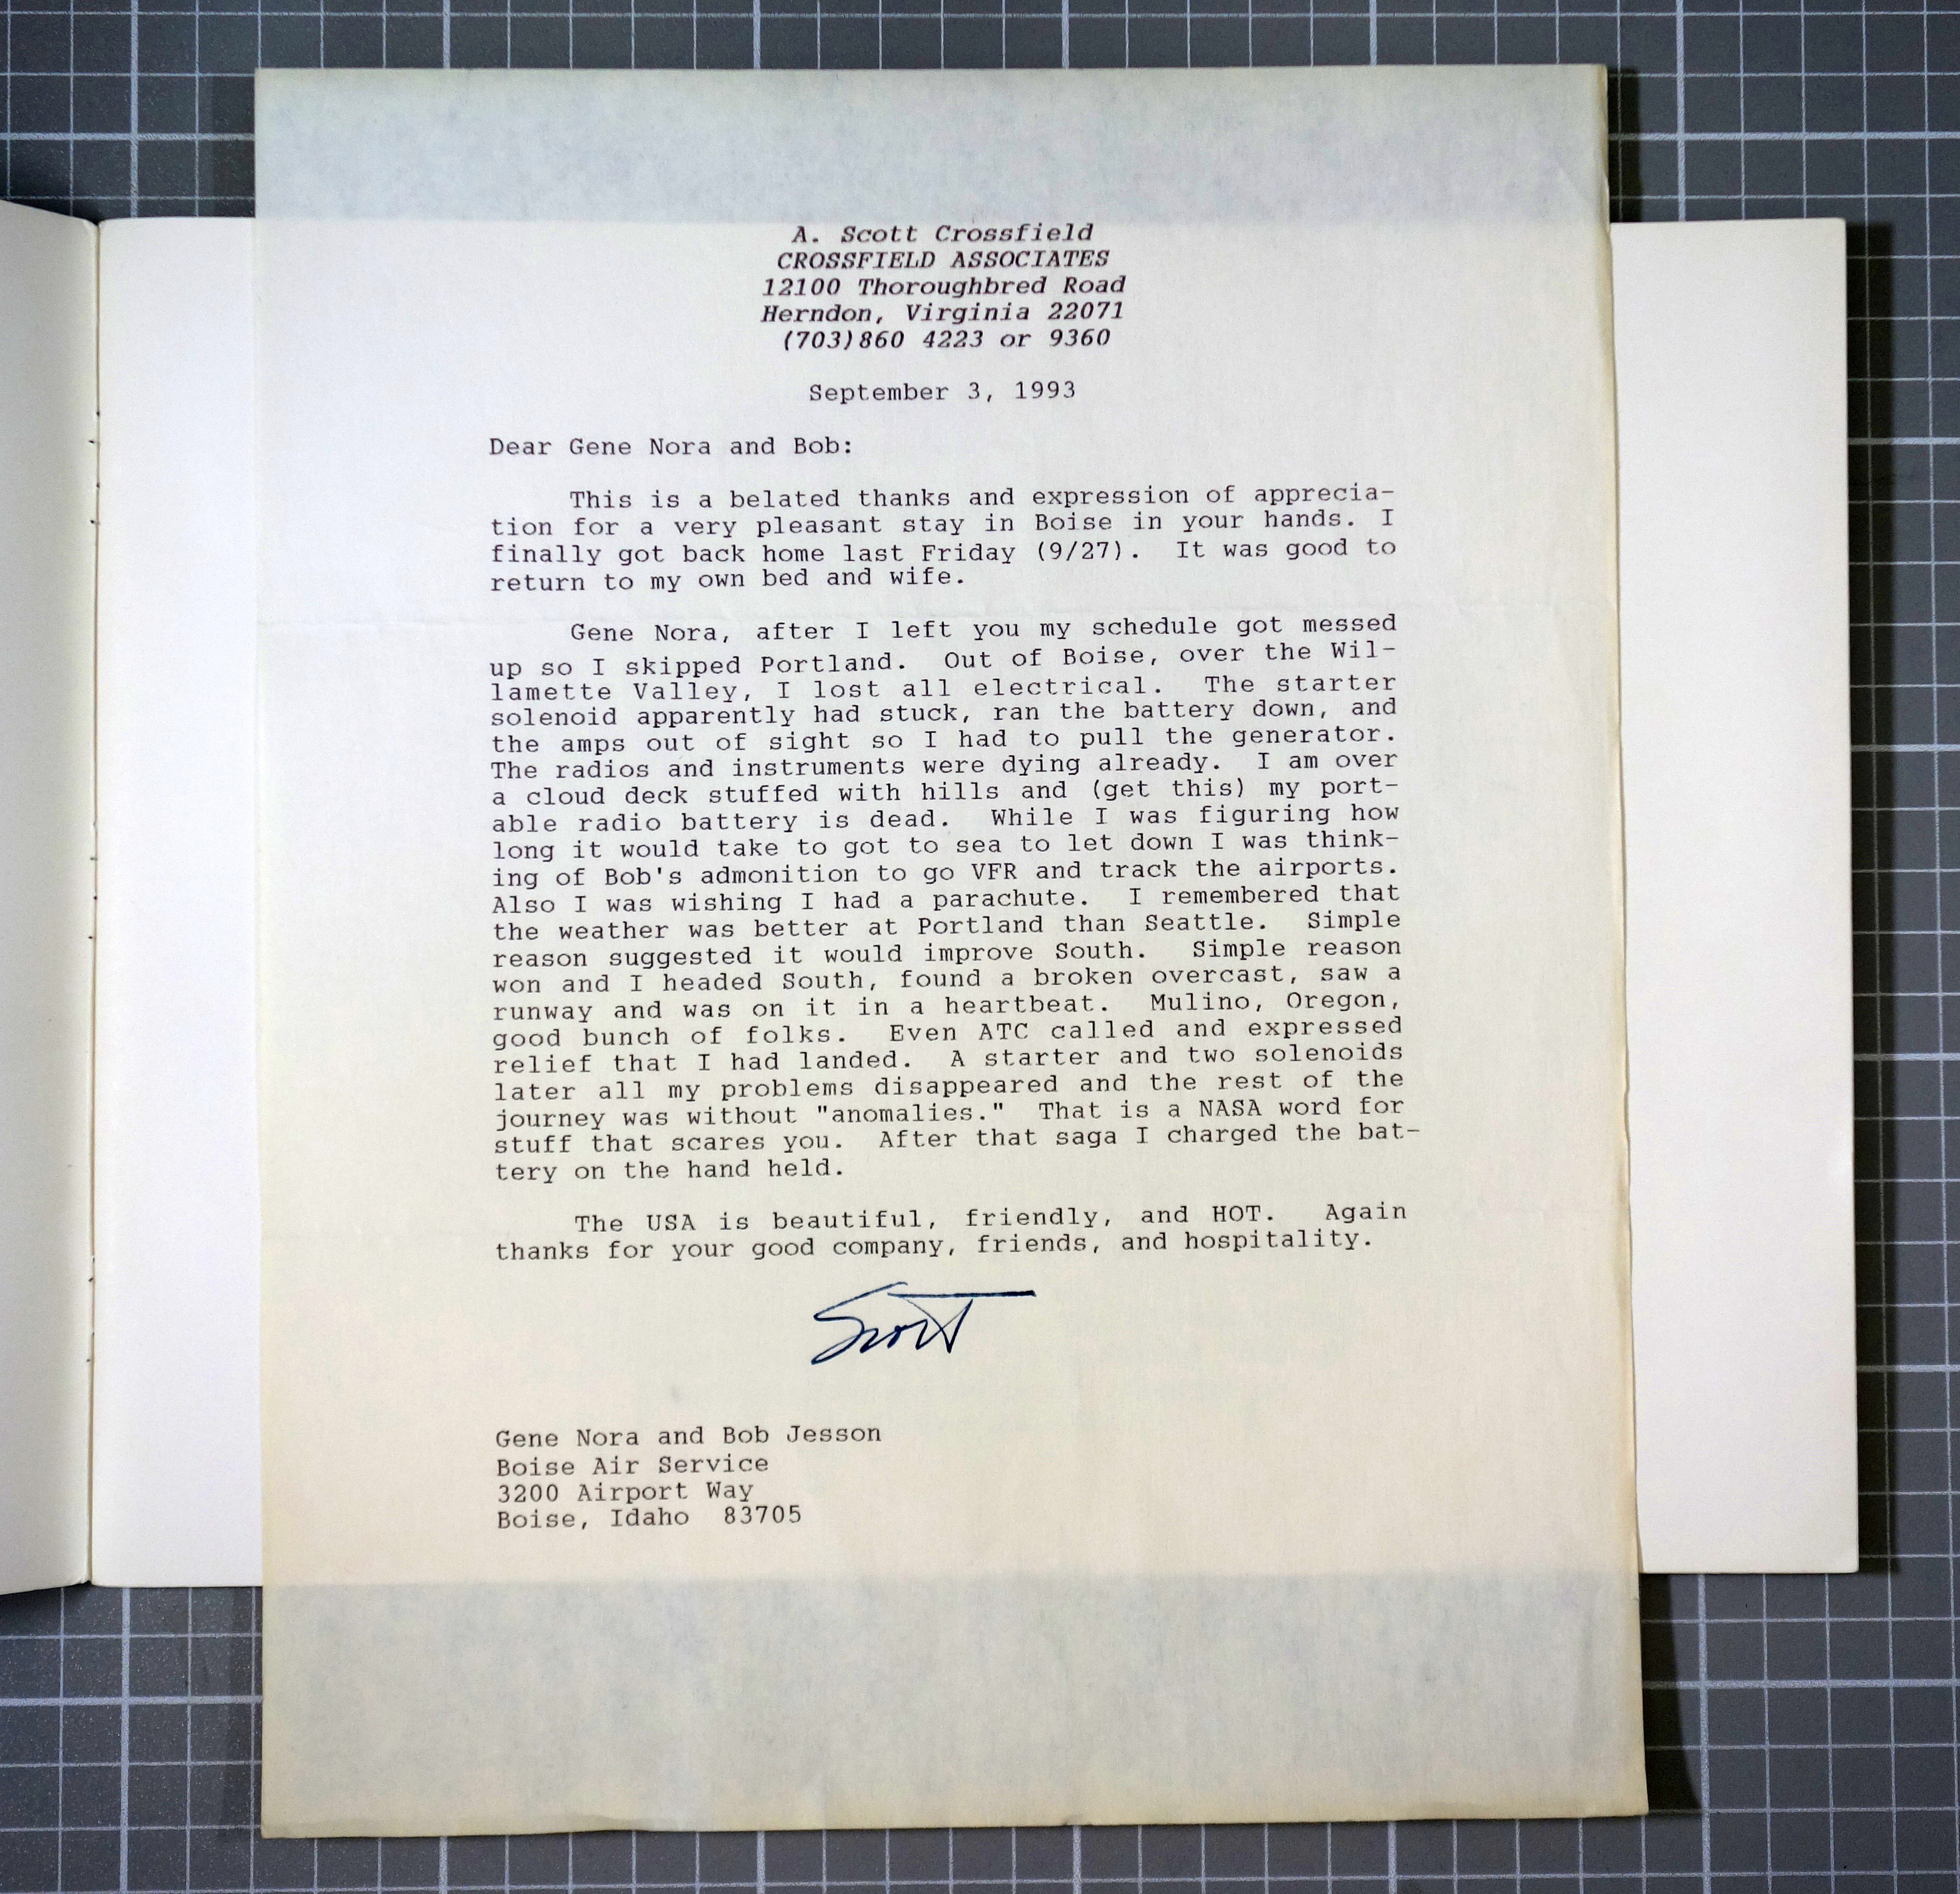 A. Scott Crossfield
CROSSFIELD ASSOCIATES
12100 Thoroughbred Road
Herndon, Virginia 22071
(703)860 4223 or 9360
September 3, 1993
Dear Gene Nora and Bob:
This is a belated thanks and expression of apprecia-
tion for a very pleasant stay in Boise in your hands. I
finally got back home last Friday (9/27). It was good to
return to my own bed and wife.
Gene Nora, after I left you my schedule got messed
up so I skipped Portland. Out of Boise, over the Wil-
lamette Valley, I lost all electrical. The starter
solenoid apparently had stuck, ran the battery down, and
the amps out of sight so I had to pull the generator.
The radios and instruments were dying already. I am over
a cloud deck stuffed with hills and (get this) my port-
able radio battery is dead. While I was figuring how
long it would take to got to sea to let down I was think-
ing of Bob's admonition to go VFR and track the airports.
Also I was wishing I had a parachute. I remembered that
the weather was better at Portland than Seattle. Simple
reason suggested it would improve South. Simple reason
won and I headed South, found a broken overcast, saw a
runway and was on it in a heartbeat. Mulino, Oregon,
good bunch of folks. Even ATC called and expressed
relief that I had landed. A starter and two solenoids
later all my problems disappeared and the rest of the
journey was without "anomalies." That is a NASA word for
stuff that scares you. After that saga I charged the bat-
tery on the hand held.
The USA is beautiful, friendly, and HOT. Again
thanks for your good company, friends, and hospitality.
Scott
Gene Nora and Bob Jesson
Boise Air Service
3200 Airport Way
Boise, Idaho 83705